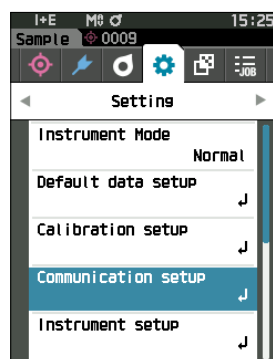 I+E M0 σ 15:25
Sample 0009
-JOB
Setting
Instrument Mode
Normal
Default data setup
Calibration setup
Communication setup
Instrument setup